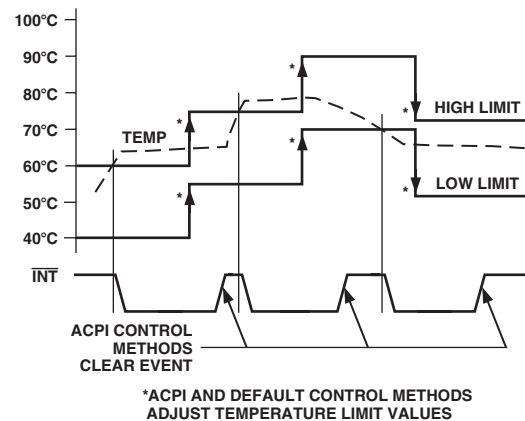 100°C
90°C
80°C
70°C
60°C
50°C
40°C
TEMP
*
*
*
*
*
*
HIGH LIMIT
LOW LIMIT
INT
ACPI CONTROL
METHODS
CLEAR EVENT
*ACPI AND DEFAULT CONTROL METHODS
ADJUST TEMPERATURE LIMIT VALUES